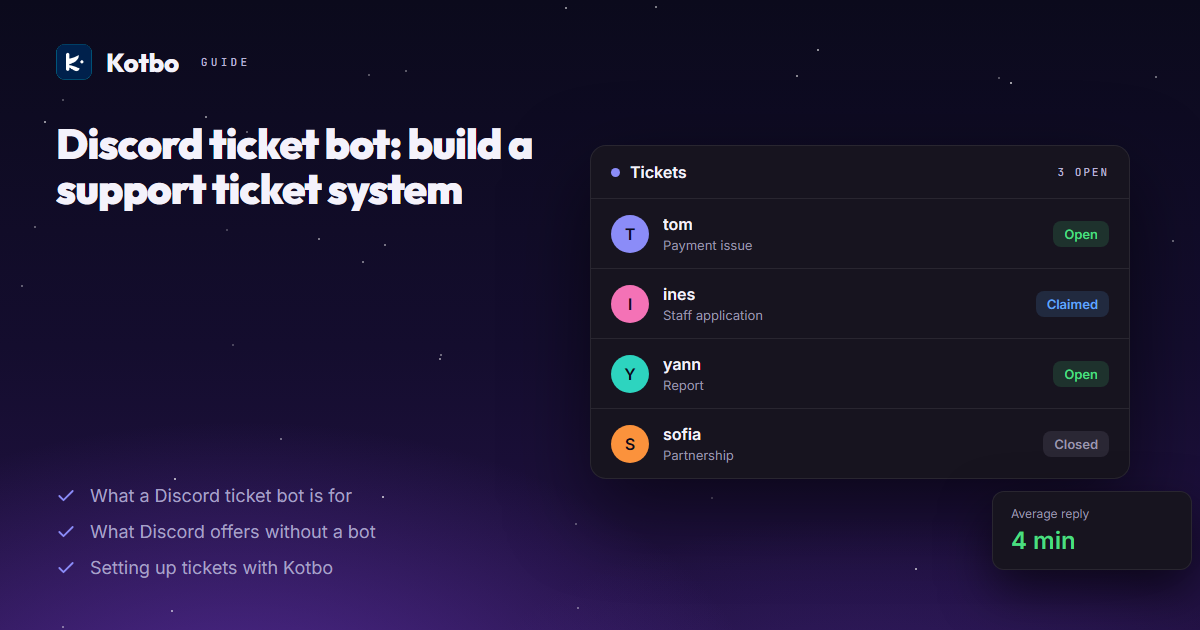 Kotbo GUIDE
Discord ticket bot: build a
support ticket system
What a Discord ticket bot is for
What Discord offers without a bot
Setting up tickets with Kotbo
Tickets 3 OPEN
T tom Open
Payment issue
I ines Claimed
Staff application
Y yann Open
Report
S sofia Closed
Partnership
Average reply
4 min